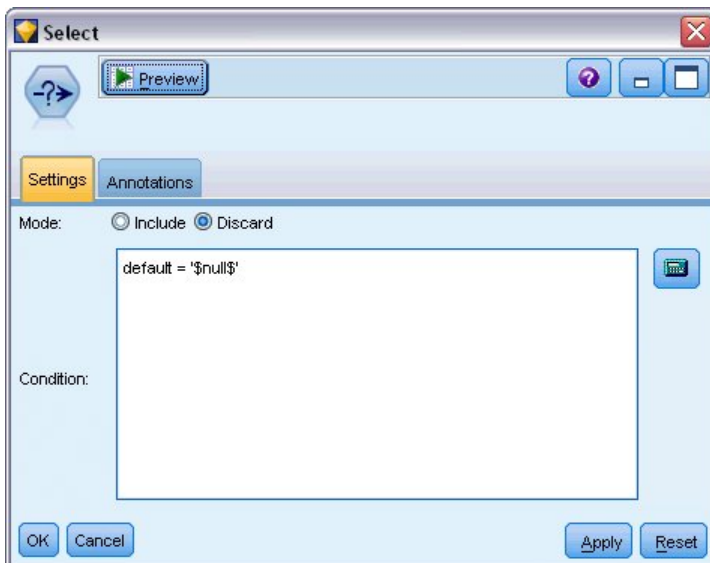 Select
Preview
Settings Annotations
Mode: Include Discard
default = '$null$'
Condition:
OK Cancel Apply Reset